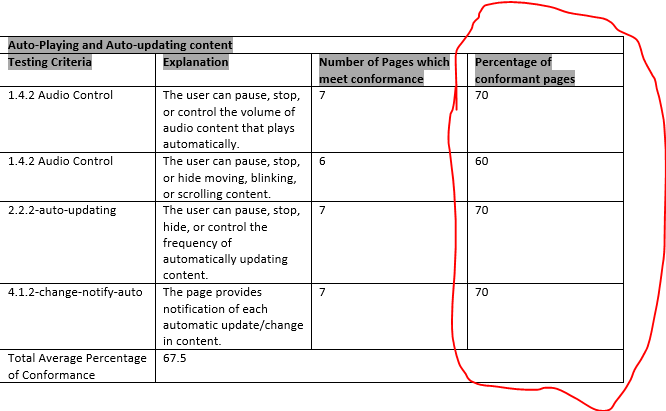 Auto-Playing and Auto-updating content
Testing Criteria Explanation Number of Pages which Percentage of
meet conformance conformant pages
1.4.2 Audio Control The user can pause, stop, 7 70
or control the volume of
audio content that plays
automatically.
1.4.2 Audio Control The user can pause, stop, 6 60
or hide moving, blinking,
or scrolling content.
2.2.2-auto-updating The user can pause, stop, 7 70
hide, or control the
frequency of
automatically updating
content.
4.1.2-change-notify-auto The page provides 7 70
notification of each
automatic update/change
in content.
Total Average Percentage 67.5
of Conformance